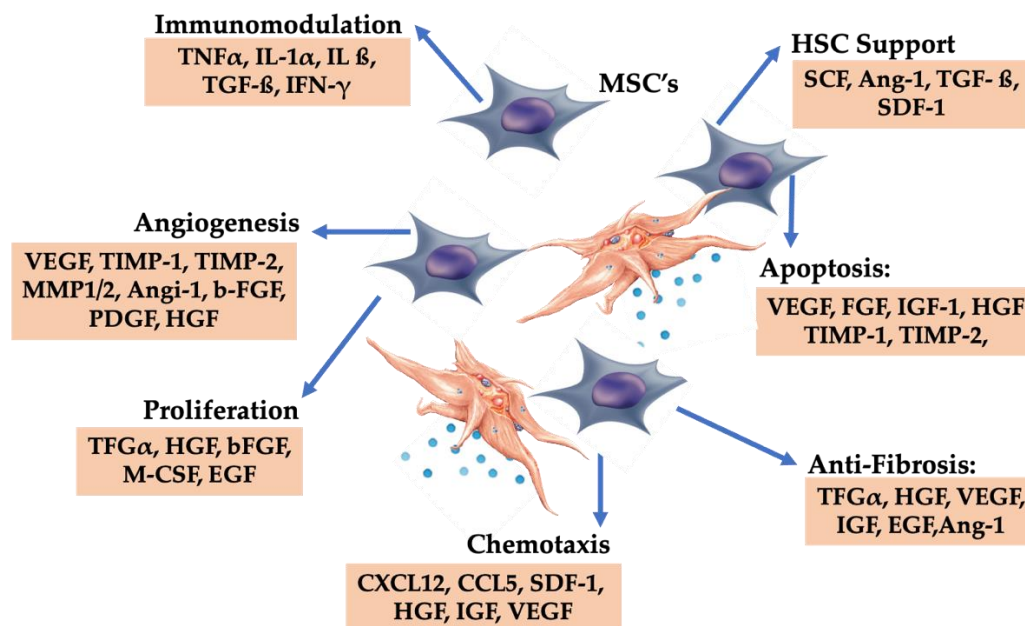 Immunomodulation
TNFα, IL-1α, IL ß,
TGF-ß, IFN-γ
MSC's
HSC Support
SCF, Ang-1, TGF- ß,
SDF-1
Angiogenesis
VEGF, TIMP-1, TIMP-2,
MMP1/2, Angi-1, b-FGF,
PDGF, HGF
Apoptosis:
VEGF, FGF, IGF-1, HGF
TIMP-1, TIMP-2,
Proliferation
TFGα, HGF, bFGF,
M-CSF, EGF
Anti-Fibrosis:
TFGα, HGF, VEGF,
IGF, EGF,Ang-1
Chemotaxis
CXCL12, CCL5, SDF-1,
HGF, IGF, VEGF